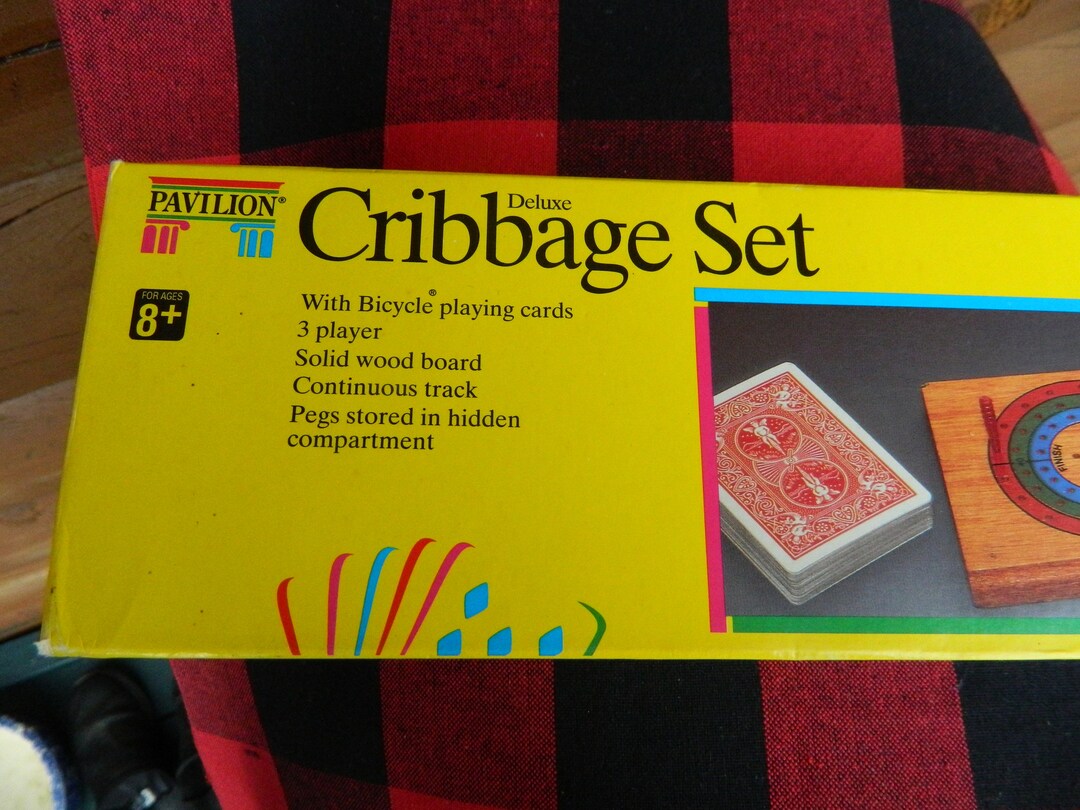 PAVILION®
Deluxe
Cribbage Set
FOR AGES
8+
With Bicycle® playing cards
3 player
Solid wood board
Continuous track
Pegs stored in hidden
compartment
FINISH